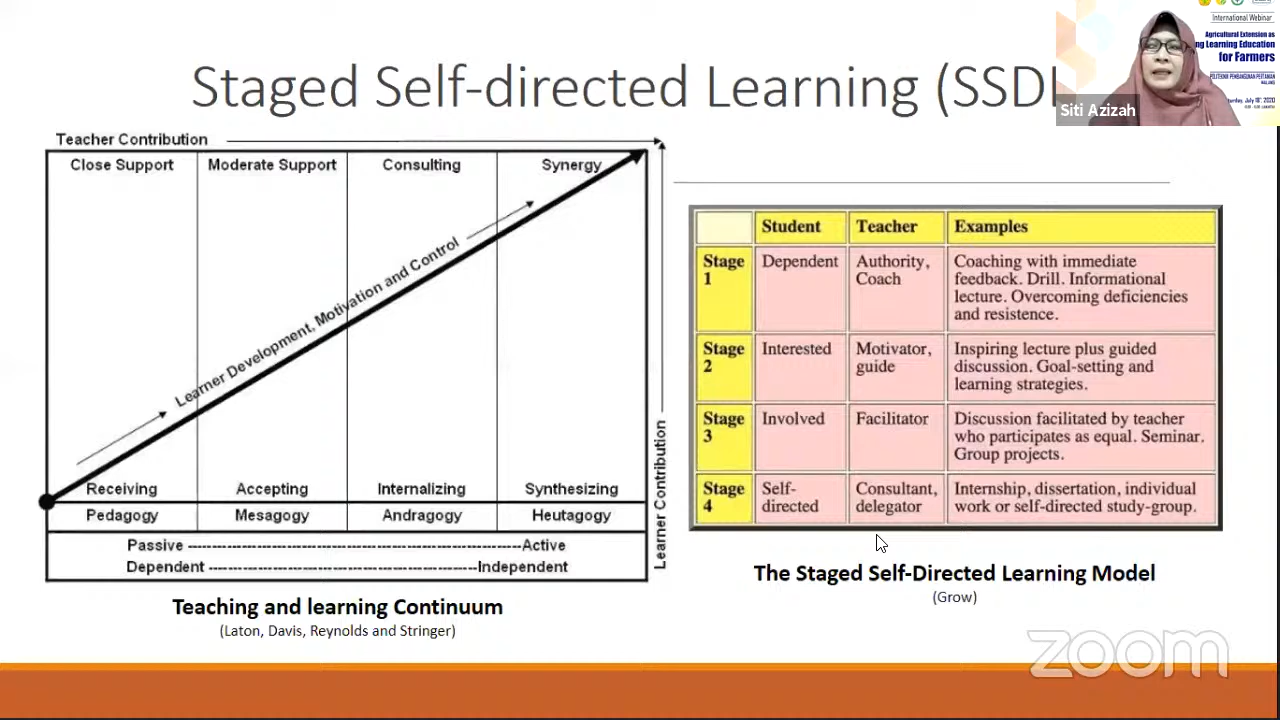 International Webinar
Agricultural Extension as
ng Learning Education
for Farmers
POLITEKNIK PEMBANGUNAN PERTANIAN
MALANG
turday, July 18th, 2020
Siti Azizah
Staged Self-directed Learning (SSDL
Teacher Contribution
Close Support Moderate Support Consulting Synergy
Learner Development, Motivation and Control
Receiving Accepting Internalizing Synthesizing
Pedagogy Mesagogy Andragogy Heutagogy
Passive ---------------------------------------------------------Active
Dependent ---------------------------------------------Independent
Learner Contribution
Teaching and learning Continuum
(Laton, Davis, Reynolds and Stringer)
Student Teacher Examples
Stage 1 Dependent Authority, Coach Coaching with immediate
feedback. Drill. Informational
lecture. Overcoming deficiencies
and resistence.
Stage 2 Interested Motivator, guide Inspiring lecture plus guided
discussion. Goal-setting and
learning strategies.
Stage 3 Involved Facilitator Discussion facilitated by teacher
who participates as equal. Seminar.
Group projects.
Stage 4 Self-directed Consultant, delegator Internship, dissertation, individual
work or self-directed study-group.
The Staged Self-Directed Learning Model
(Grow)
zoom